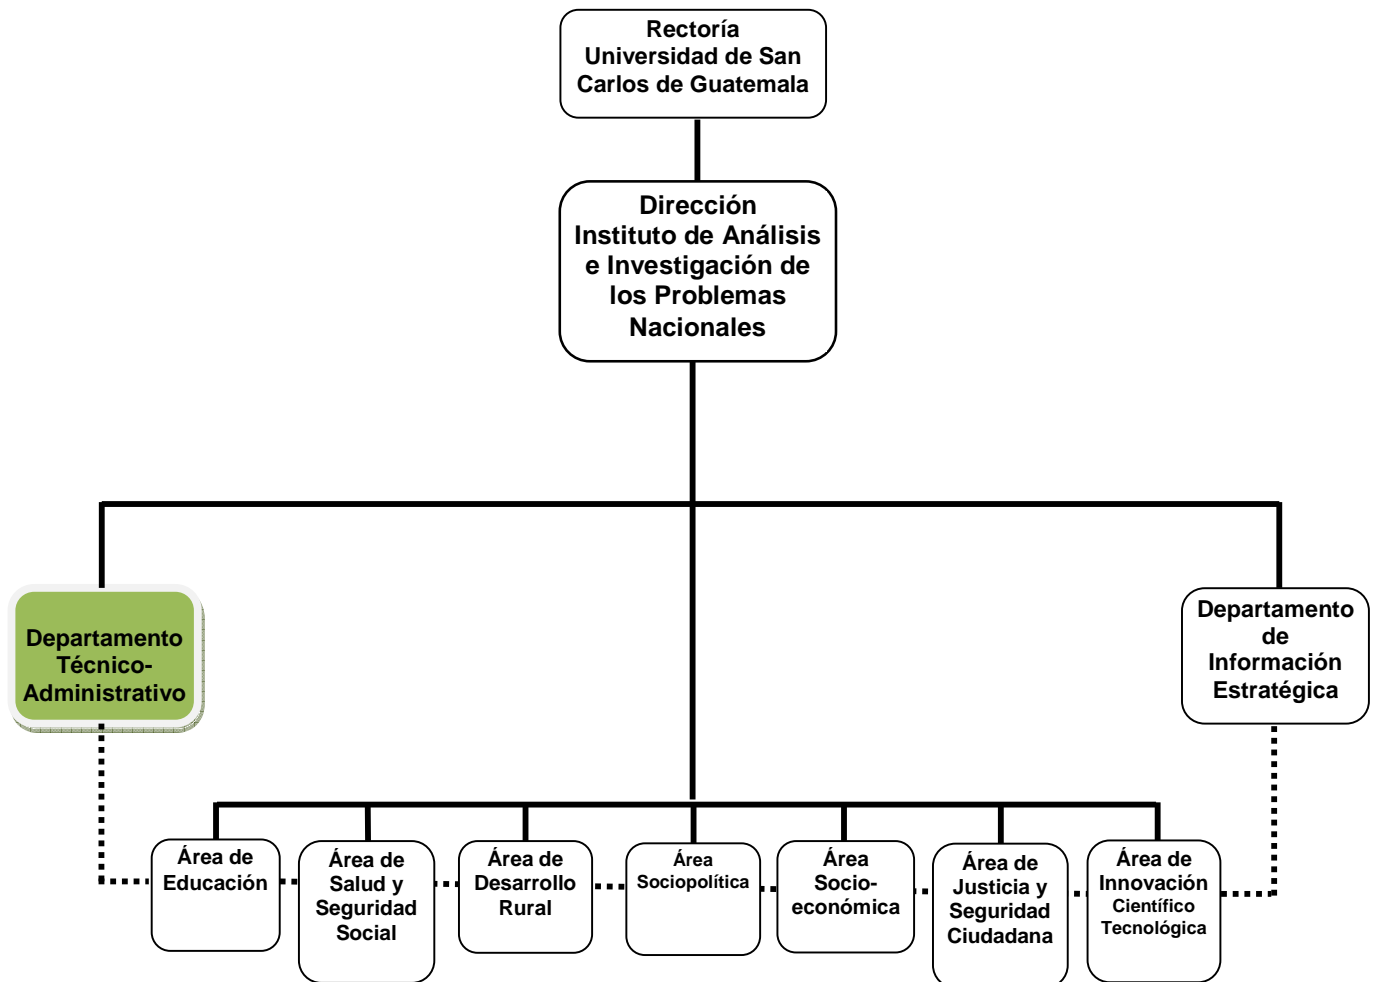 Rectoría
Universidad de San
Carlos de Guatemala
Dirección
Instituto de Análisis
e Investigación de
los Problemas
Nacionales
Departamento
Técnico-
Administrativo
Departamento
de
Información
Estratégica
Área de
Educación
Área de
Salud y
Seguridad
Social
Área de
Desarrollo
Rural
Área
Sociopolítica
Área
Socio-
económica
Área de
Justicia y
Seguridad
Ciudadana
Área de
Innovación
Científico
Tecnológica